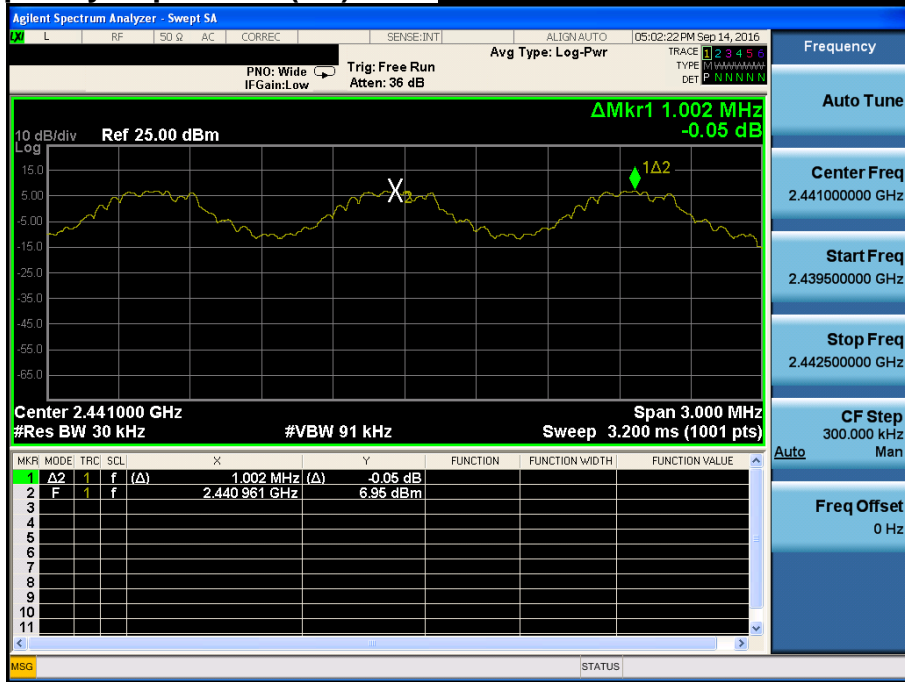 Agilent Spectrum Analyzer - Swept SA
LXI L RF 50 Ω AC CORREC SENSE:INT ALIGN AUTO 05:02:22 PM Sep 14, 2016
Avg Type: Log-Pwr TRACE 1 2 3 4 5 6
PNO: Wide Trig: Free Run TYPE M WWWWW
IFGain:Low Atten: 36 dB DET P N N N N N
ΔMkr1 1.002 MHz
-0.05 dB
10 dB/div Ref 25.00 dBm
Log
1Δ2
X2
15.0
5.00
-5.00
-15.0
-25.0
-35.0
-45.0
-55.0
-65.0
Center 2.441000 GHz Span 3.000 MHz
#Res BW 30 kHz #VBW 91 kHz Sweep 3.200 ms (1001 pts)
MKR MODE TRC SCL X Y FUNCTION FUNCTION WIDTH FUNCTION VALUE
1 Δ2 1 f (Δ) 1.002 MHz (Δ) -0.05 dB
2 F 1 f 2.440 961 GHz 6.95 dBm
3
4
5
6
7
8
9
10
11
MSG STATUS
Frequency
Auto Tune
Center Freq
2.441000000 GHz
Start Freq
2.439500000 GHz
Stop Freq
2.442500000 GHz
CF Step
300.000 kHz
Auto Man
Freq Offset
0 Hz